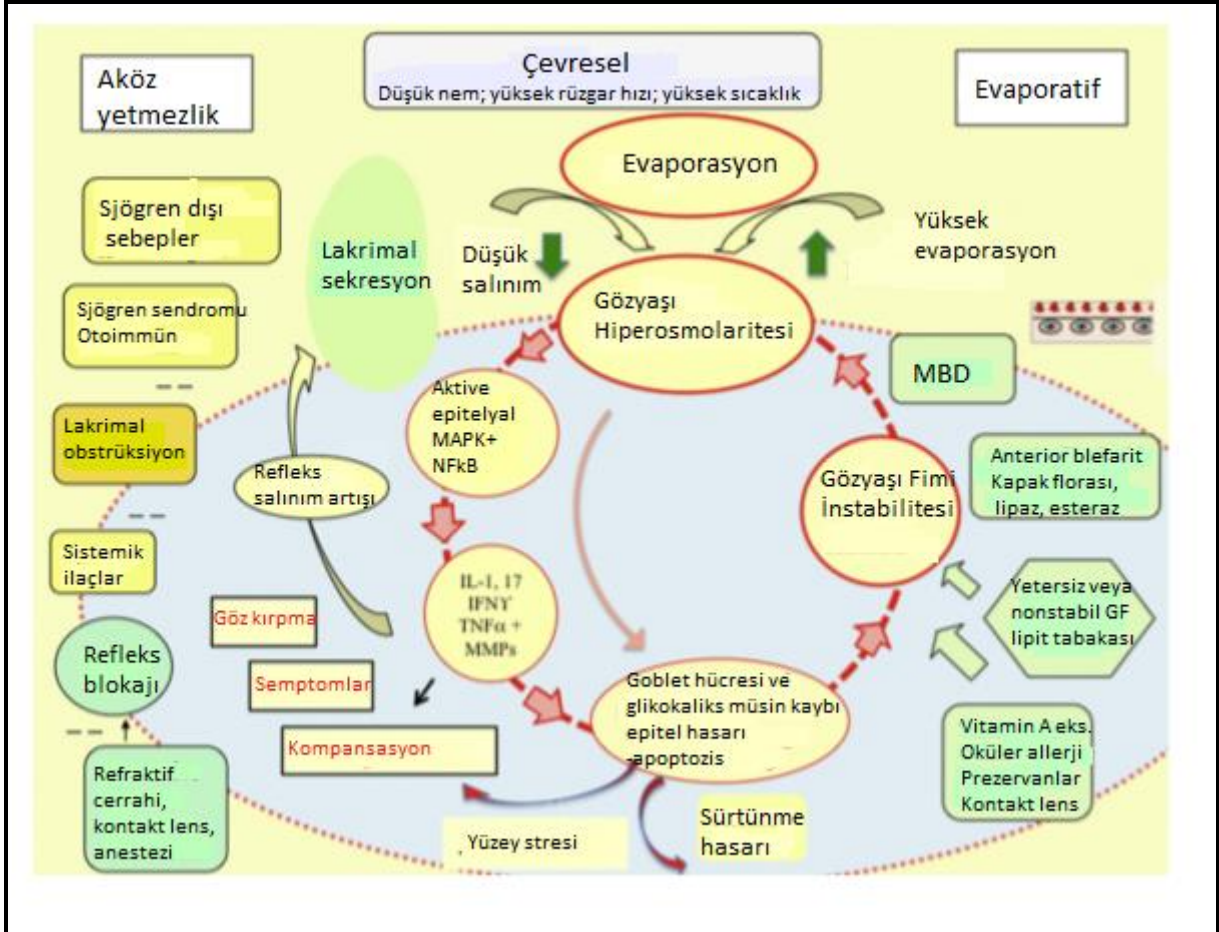 Aköz
yetmezlik
Çevresel
Düşük nem; yüksek rüzgar hızı; yüksek sıcaklık
Evaporatif
Evaporasyon
Sjögren dışı
sebepler
Lakrimal
sekresyon
Düşük
salınım
Yüksek
evaporasyon
Gözyaşı
Hiperosmolaritesi
Sjögren sendromu
Otoimmün
MBD
Aktive
epitelyal
MAPK+
NFkB
Lakrimal
obstrüksiyon
Refleks
salınım artışı
Gözyaşı Fimi
İnstabilitesi
Anterior blefarit
Kapak florası,
lipaz, esteraz
Sistemik
ilaçlar
IL-1, 17
IFNϒ
TNFα +
MMPs
Yetersiz veya
nonstabil GF
lipit tabakası
Göz kırpma
Semptomlar
Kompansasyon
Refleks
blokajı
Goblet hücresi ve
glikokaliks müsin kaybı
epitel hasarı
-apoptozis
Vitamin A eks.
Oküler allerji
Prezervanlar
Kontakt lens
Refraktif
cerrahi,
kontakt lens,
anestezi
Yüzey stresi
Sürtünme
hasarı